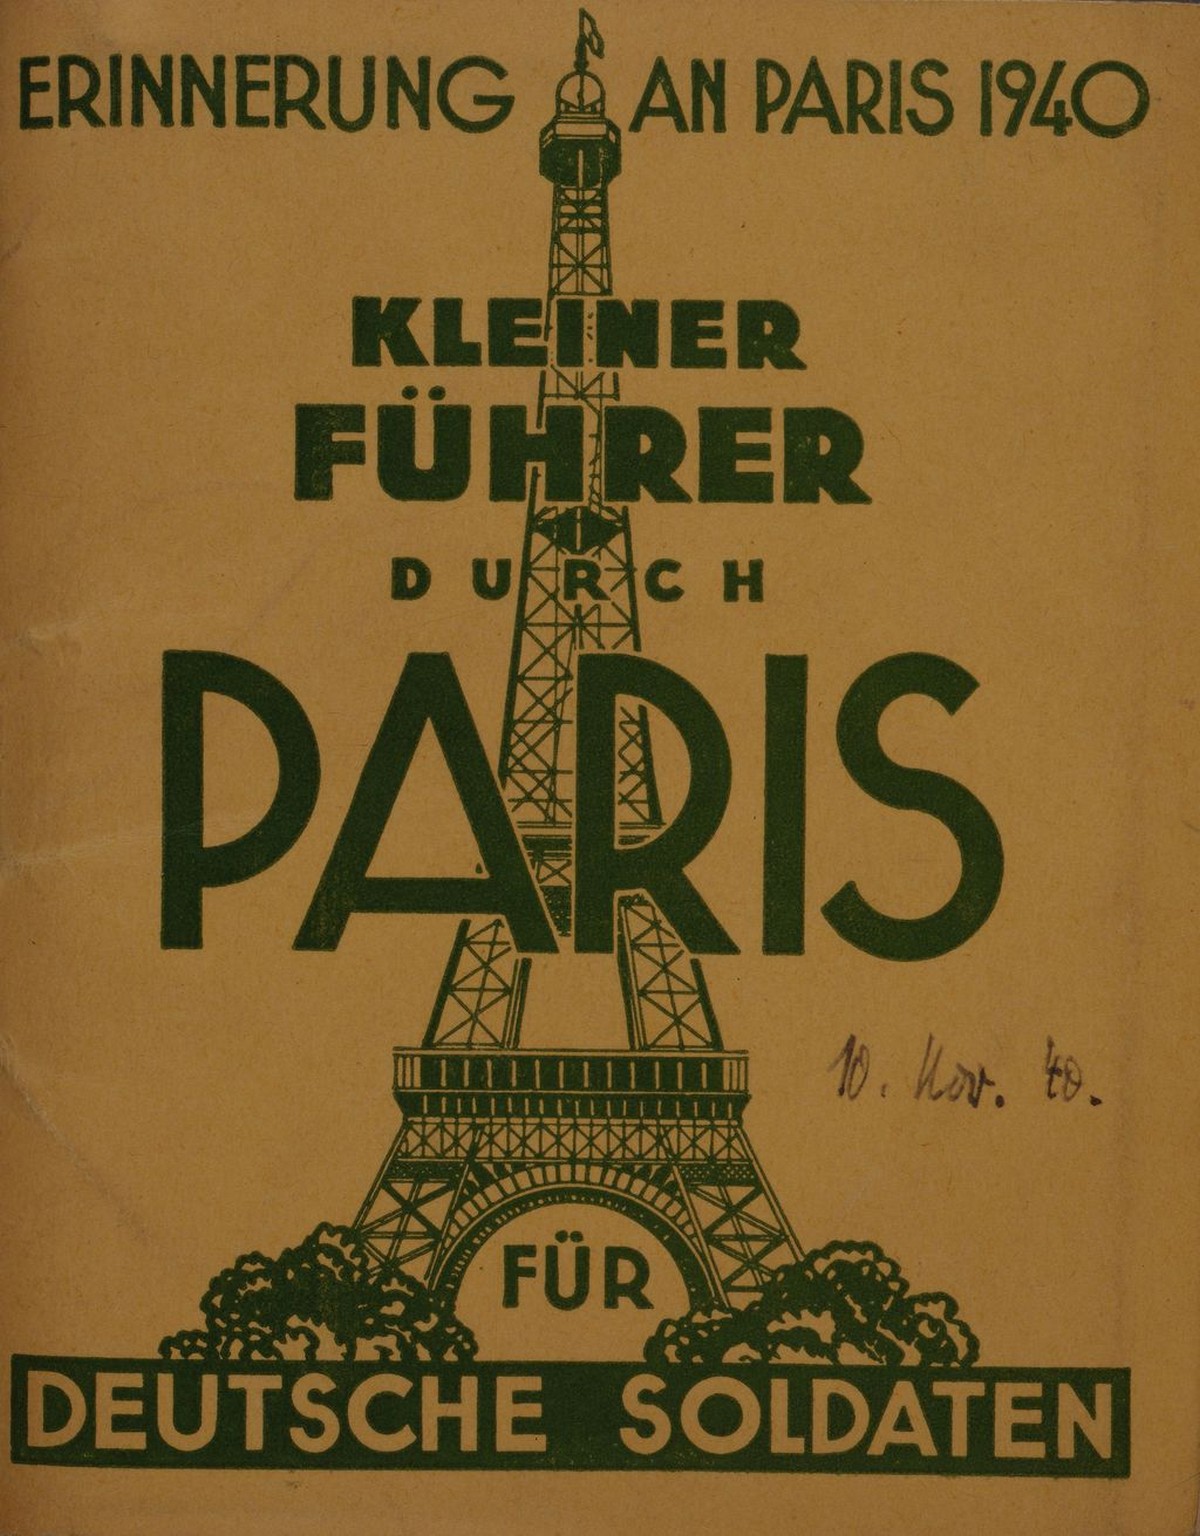 ERINNERUNG AN PARIS 1940
KLEINER
FÜHRER
DURCH
PARIS
10. Nov. 40.
FÜR
DEUTSCHE SOLDATEN